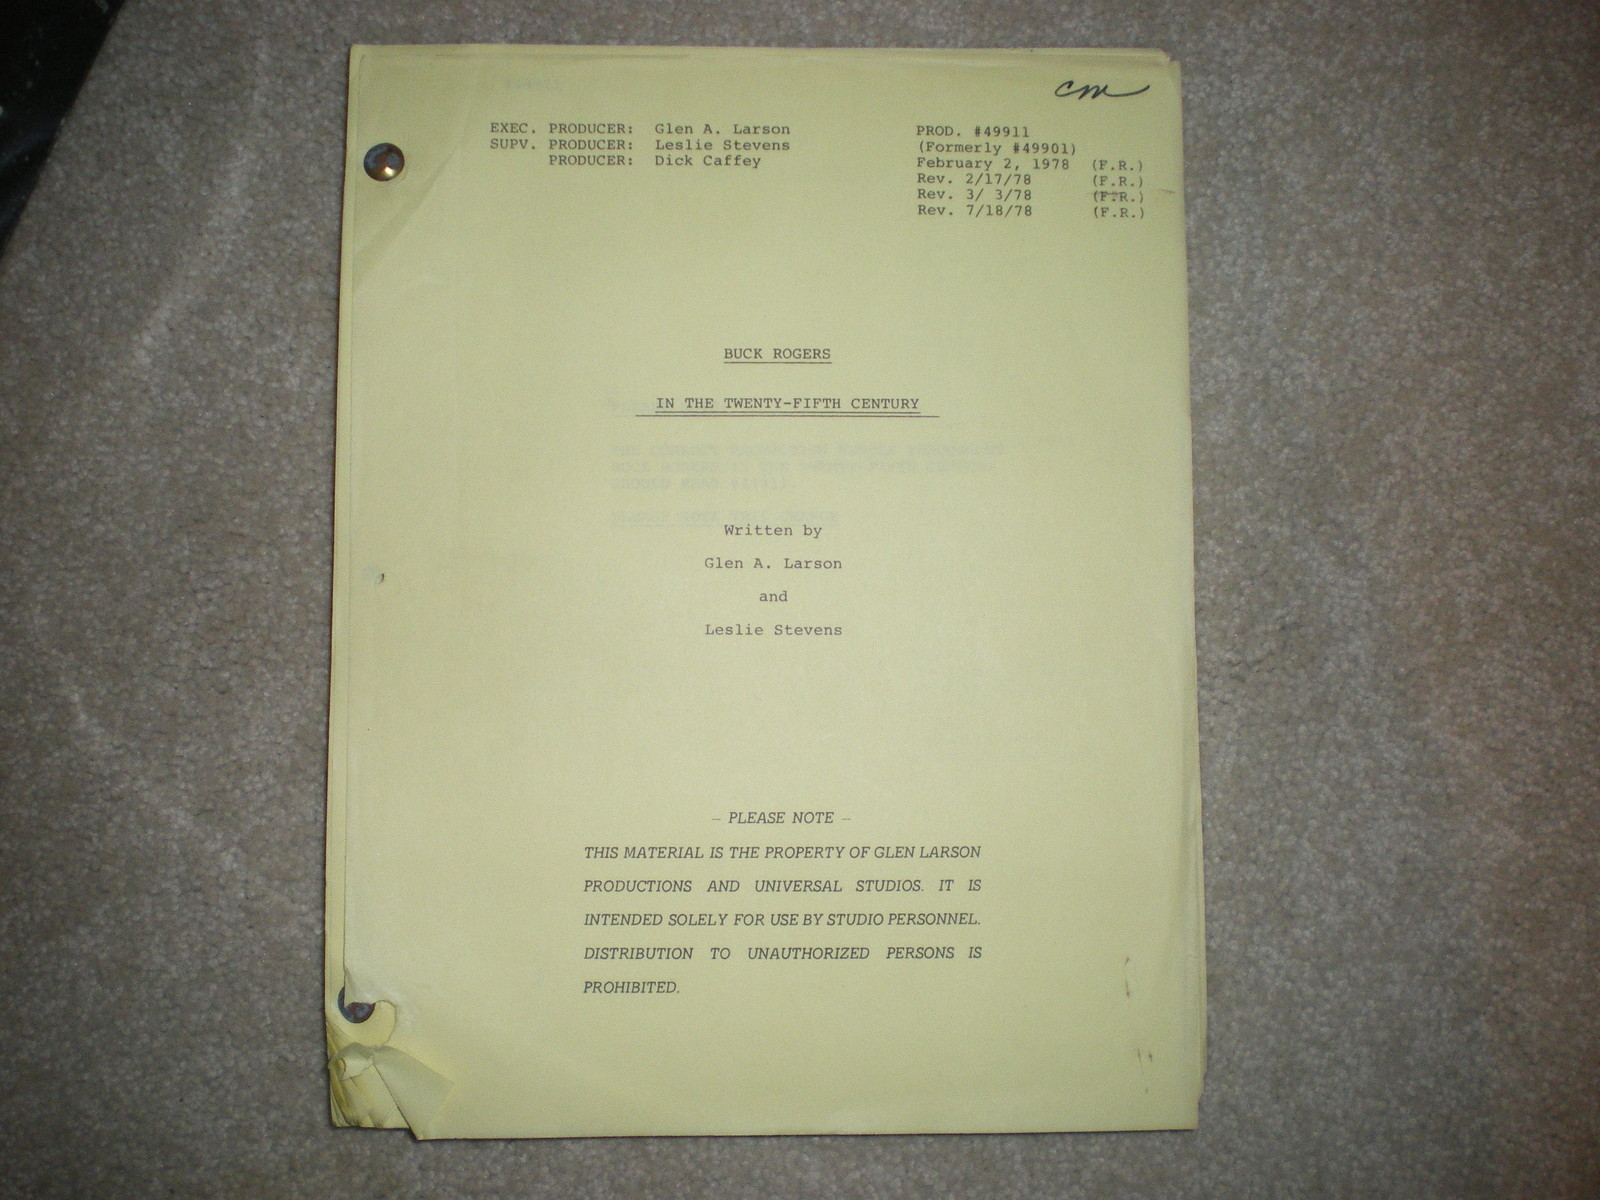 cm
EXEC. PRODUCER: Glen A. Larson
SUPV. PRODUCER: Leslie Stevens
PRODUCER: Dick Caffey
PROD. #49911
(Formerly #49901)
February 2, 1978 (F.R.)
Rev. 2/17/78 (F.R.)
Rev. 3/ 3/78 (F.R.)
Rev. 7/18/78 (F.R.)
BUCK ROGERS
IN THE TWENTY-FIFTH CENTURY
Written by
Glen A. Larson
and
Leslie Stevens
– PLEASE NOTE –
THIS MATERIAL IS THE PROPERTY OF GLEN LARSON
PRODUCTIONS AND UNIVERSAL STUDIOS. IT IS
INTENDED SOLELY FOR USE BY STUDIO PERSONNEL.
DISTRIBUTION TO UNAUTHORIZED PERSONS IS
PROHIBITED.